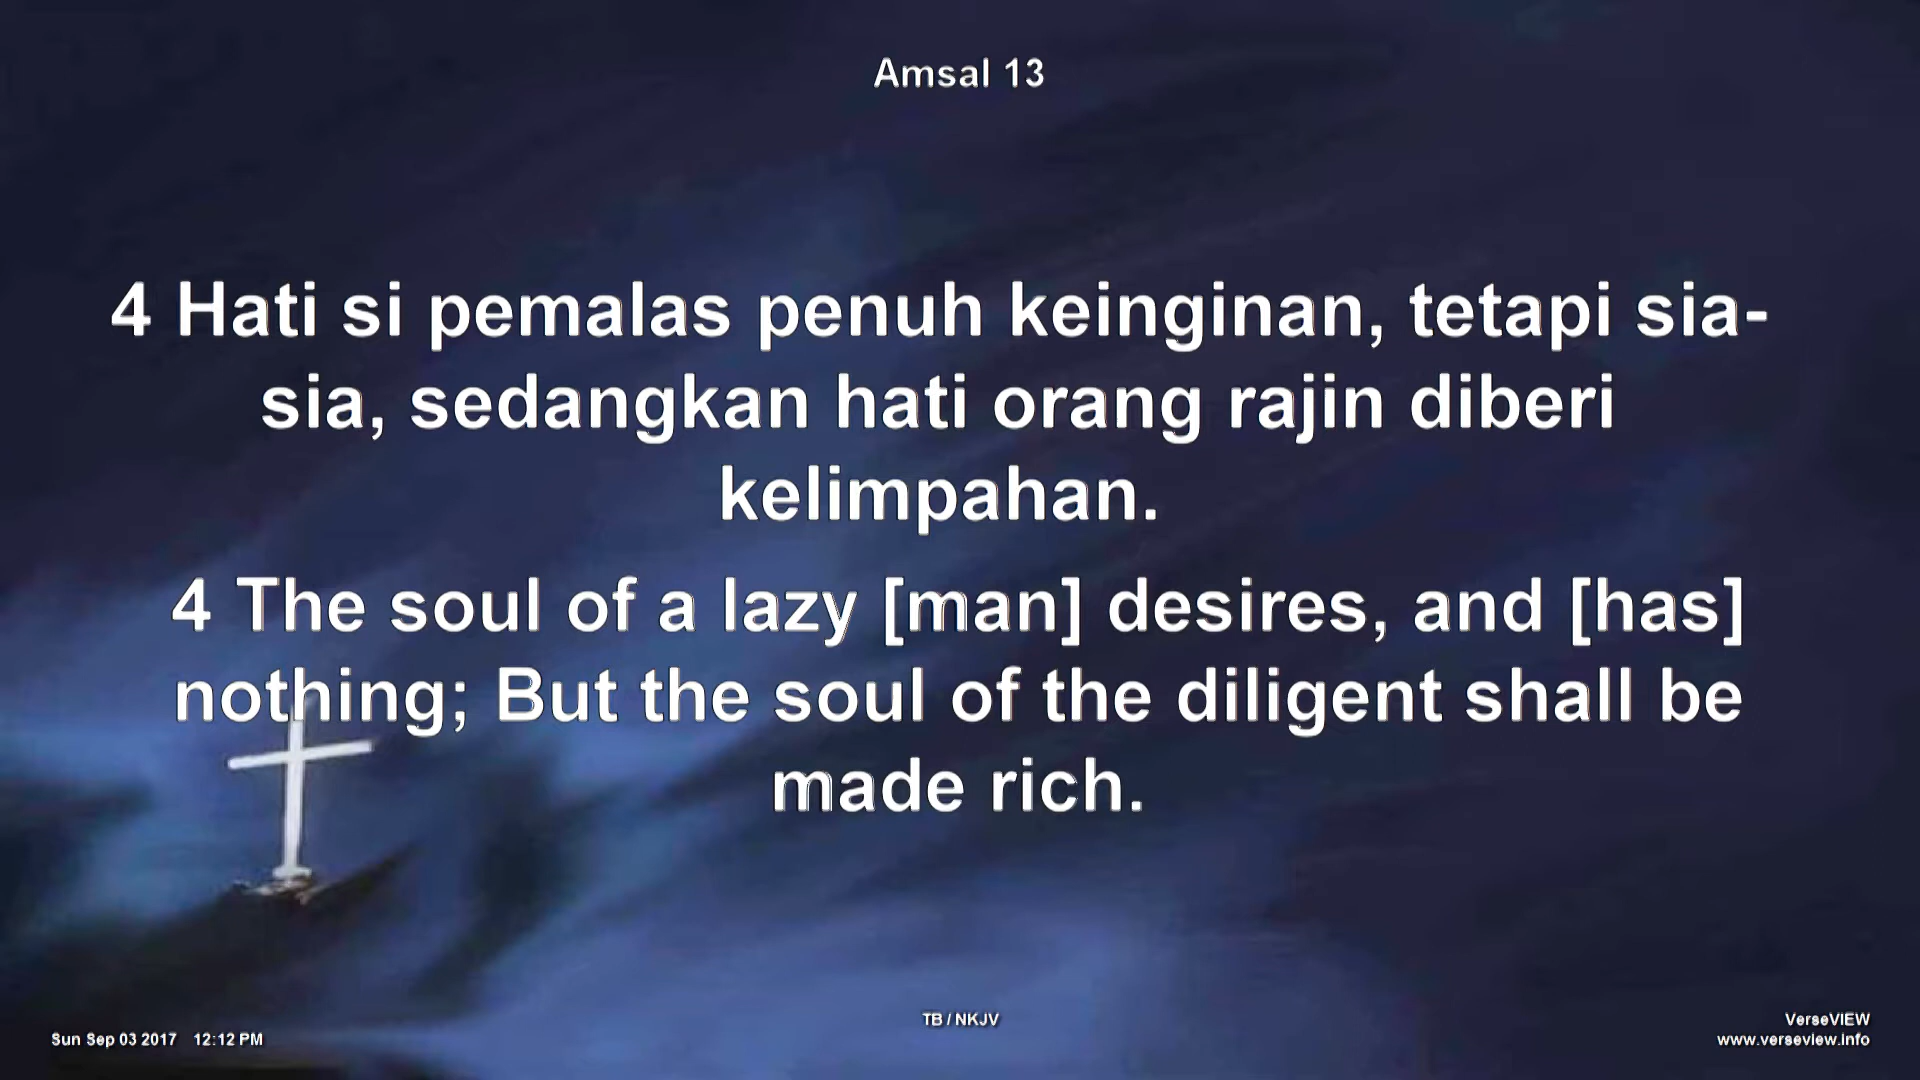 Amsal 13
4 Hati si pemalas penuh keinginan, tetapi sia-
sia, sedangkan hati orang rajin diberi
kelimpahan.
4 The soul of a lazy [man] desires, and [has]
nothing; But the soul of the diligent shall be
made rich.
TB / NKJV
VerseVIEW
Sun Sep 03 2017 12:12 PM
www.verseview.info